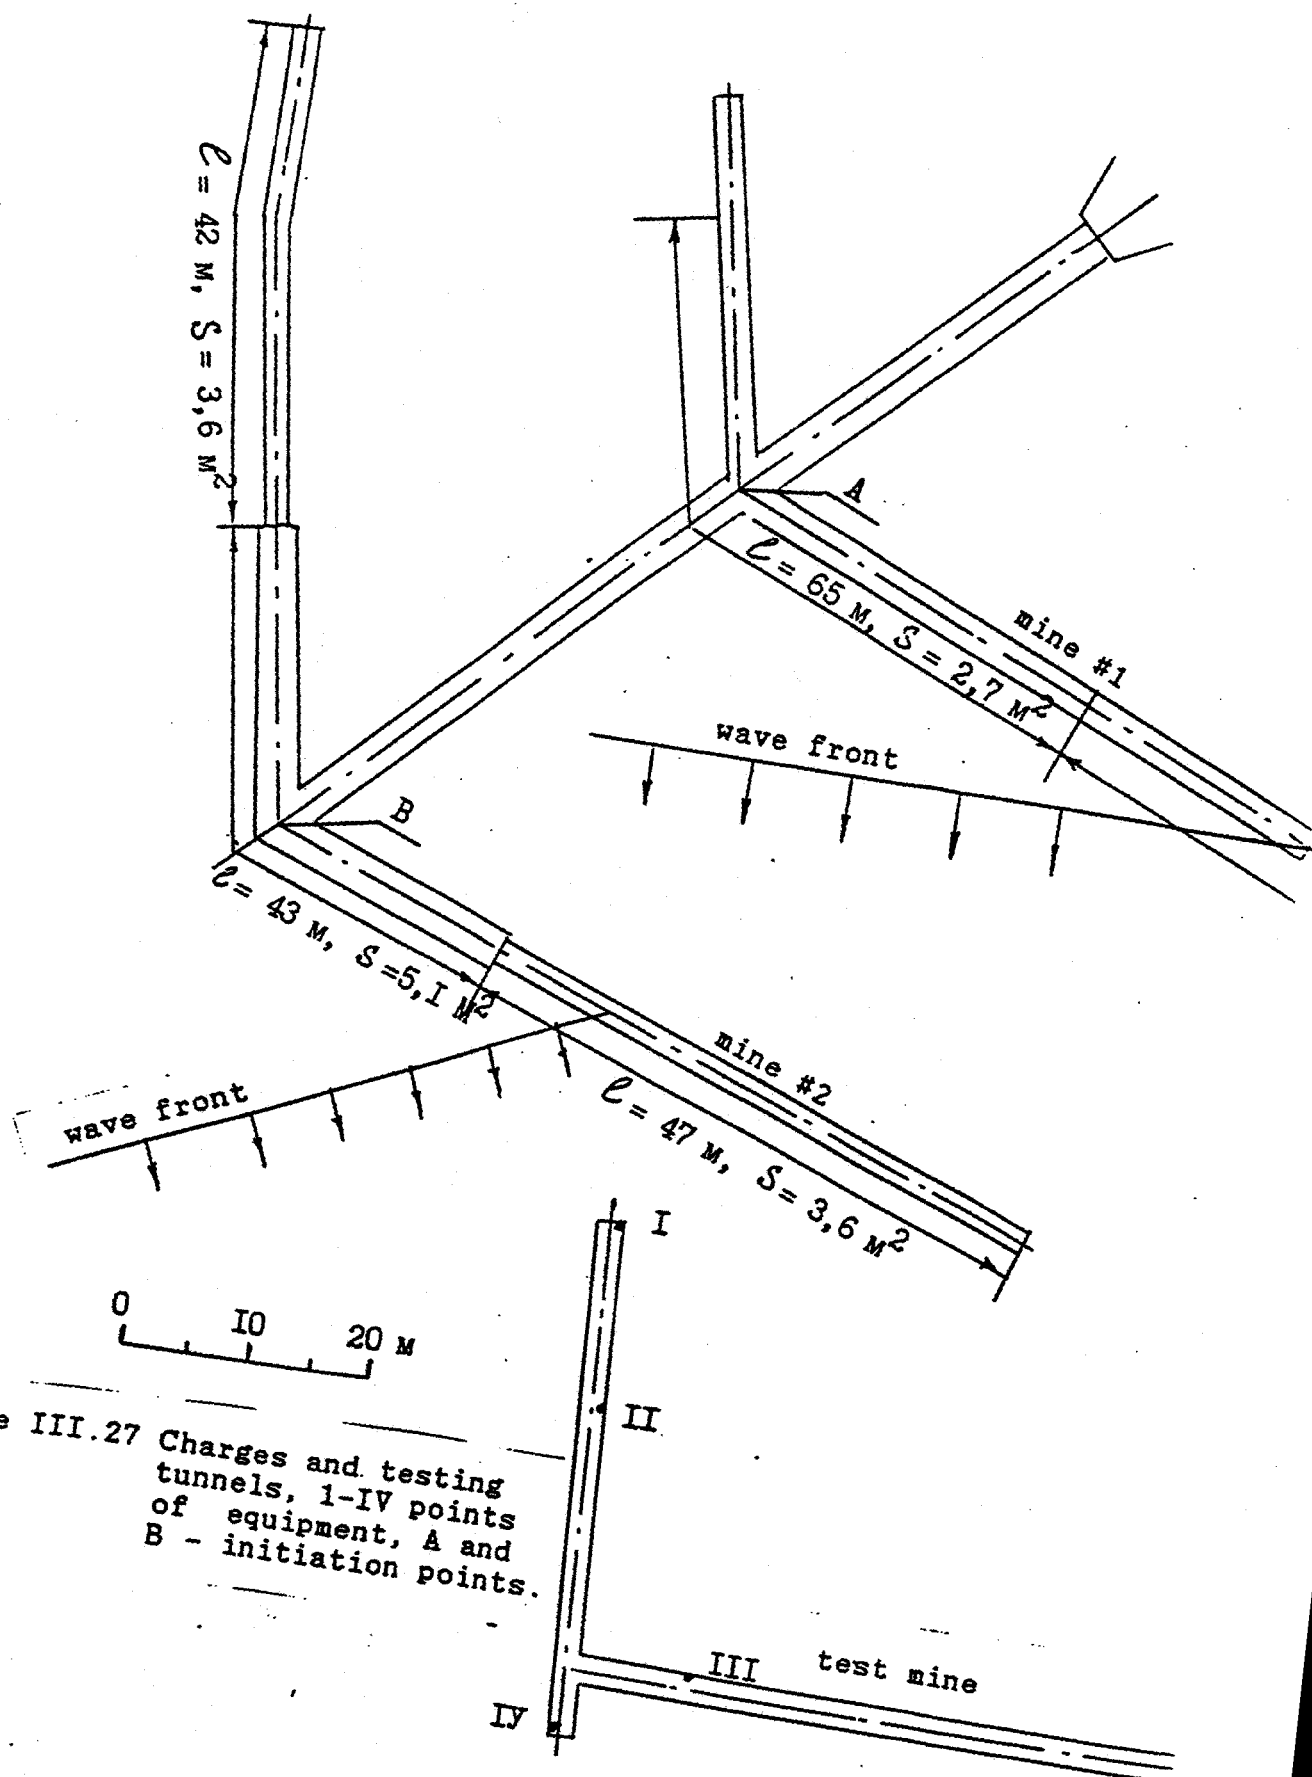 ℓ = 42 м, S = 3,6 м²
A
ℓ = 65 м, S = 2,7 м²
mine #1
wave front
B
ℓ = 43 м, S =5,I м²
mine #2
wave front
ℓ = 47 м, S = 3,6 м²
I
0 IO 20 м
II
e III.27 Charges and testing
tunnels, 1-IV points
of equipment, A and
B - initiation points.
III test mine
IУ